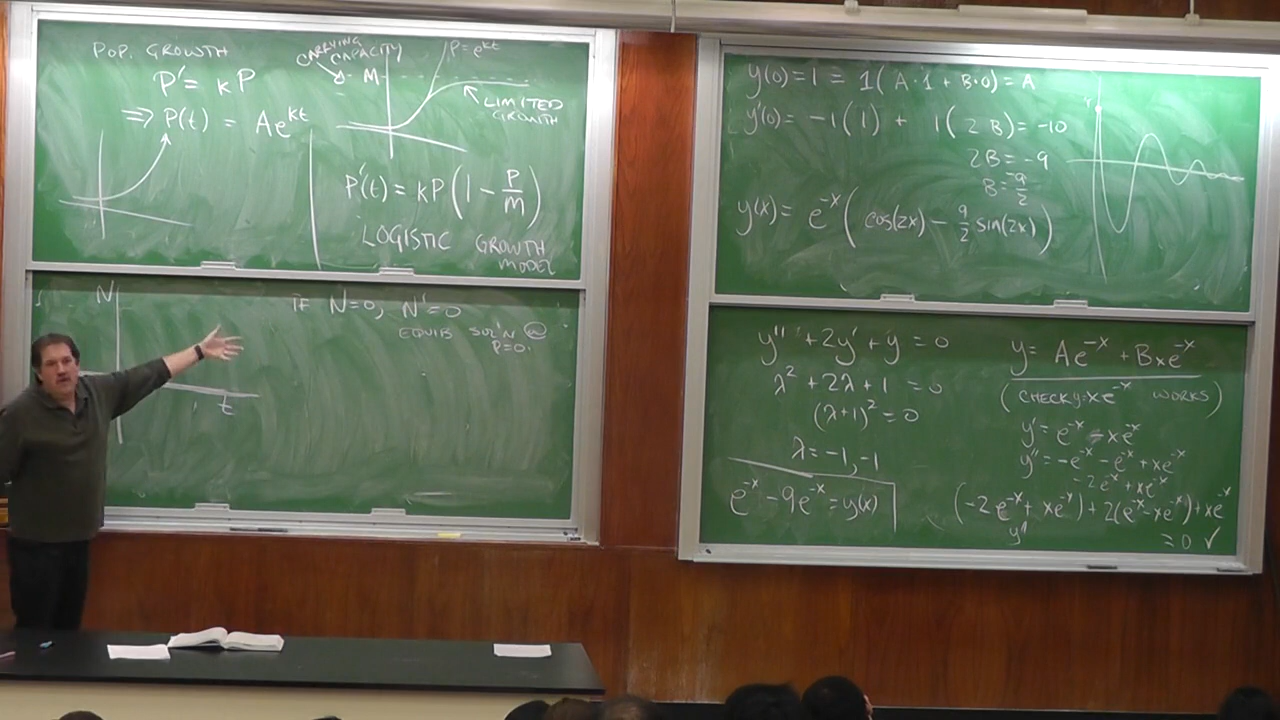 POP. GROWTH
P' = kP
⇒ P(t) = Ae^{kt}
CARRYING
CAPACITY
M
P = e^{kt}
LIMITED
GROWTH
P'(t) = kP(1 - P/M)
LOGISTIC GROWTH
MODEL
N
t
IF N=0, N'=0
EQUIB SOL'N @
P=0.
y(0) = 1 = 1(A·1 + B·0) = A
y'(0) = -1(1) + 1(2B) = -10
2B = -9
B = -9/2
y(x) = e^{-x}(cos(2x) - 9/2 sin(2x))
y'' + 2y' + y = 0
λ² + 2λ + 1 = 0
(λ+1)² = 0
λ = -1, -1
e^{-x} - 9e^{-x} = y(x)
y = Ae^{-x} + Bxe^{-x}
(CHECK y=xe^{-x} WORKS)
y' = e^{-x} - xe^{-x}
y'' = -e^{-x} - e^{-x} + xe^{-x}
-2e^{-x} + xe^{-x}
(-2e^{-x} + xe^{-x}) + 2(e^{-x} - xe^{-x}) + xe^{-x}
y''
= 0 ✓